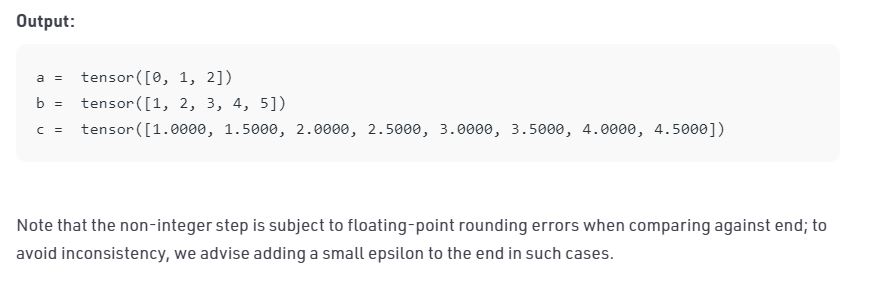 Output:
a =  tensor([0, 1, 2])
b =  tensor([1, 2, 3, 4, 5])
c =  tensor([1.0000, 1.5000, 2.0000, 2.5000, 3.0000, 3.5000, 4.0000, 4.5000])
Note that the non-integer step is subject to floating-point rounding errors when comparing against end; to
avoid inconsistency, we advise adding a small epsilon to the end in such cases.